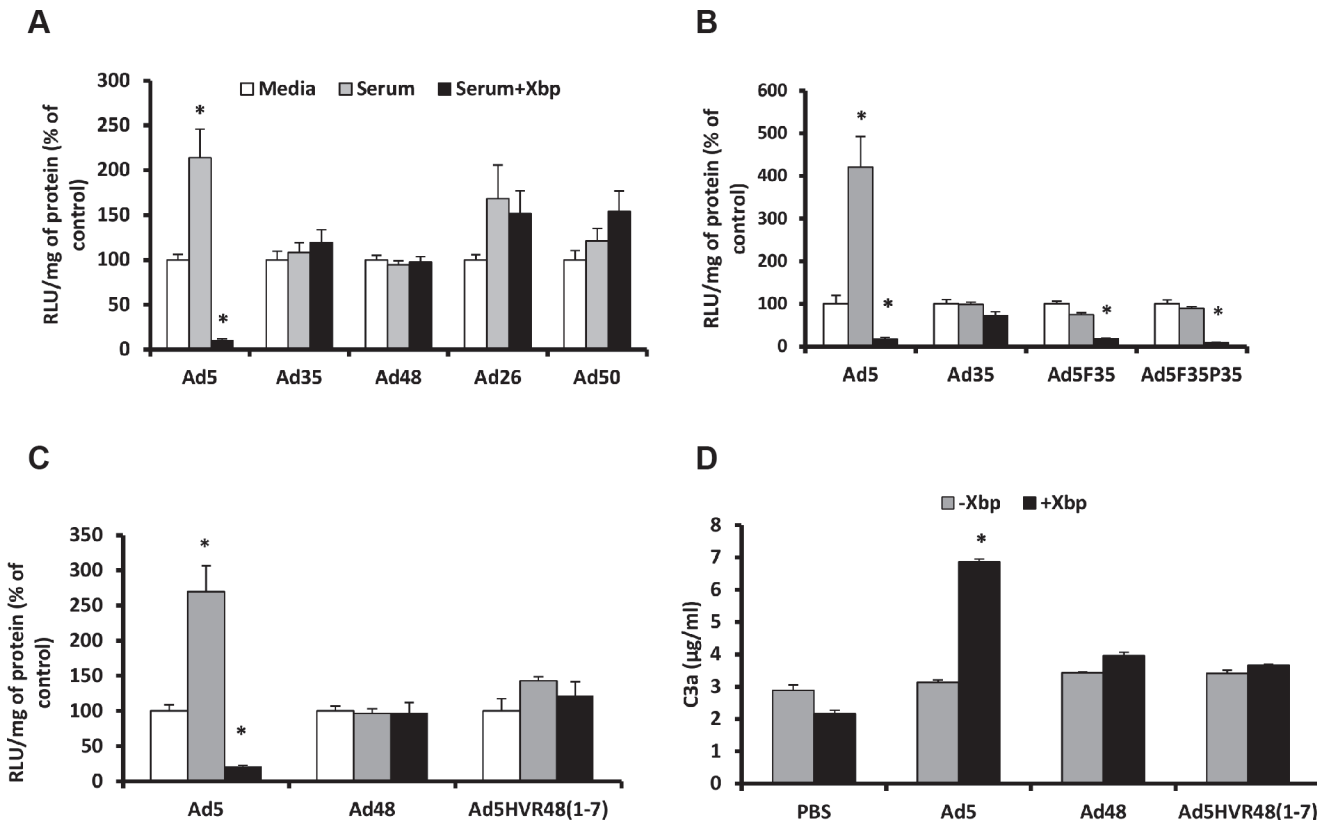 A
RLU/mg of protein (% of
control)
300
250
200
150
100
50
0
Media Serum Serum+Xbp
*
*
Ad5 Ad35 Ad48 Ad26 Ad50
B
RLU/mg of protein (% of
control)
600
500
400
300
200
100
0
*
*
*
*
Ad5 Ad35 Ad5F35 Ad5F35P35
C
RLU/mg of protein (% of
control)
350
300
250
200
150
100
50
0
*
*
Ad5 Ad48 Ad5HVR48(1-7)
D
C3a (µg/ml)
-Xbp +Xbp
8
7
6
5
4
3
2
1
0
*
PBS Ad5 Ad48 Ad5HVR48(1-7)